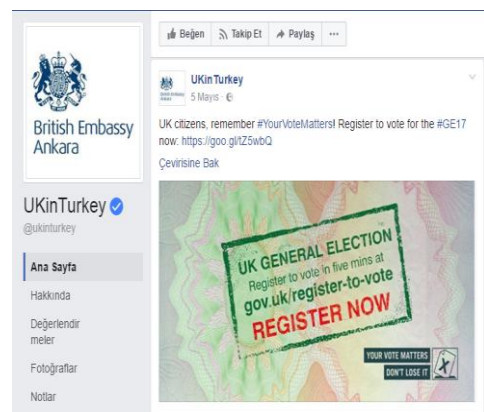 British Embassy
Ankara
UKinTurkey
@ukinturkey
Ana Sayfa
Hakkında
Değerlendir
meler
Fotoğraflar
Notlar
Beğen Takip Et Paylaş ...
UKinTurkey
5 Mayıs
UK citizens, remember #YourVoteMatters! Register to vote for the #GE17
now: https://goo.gl/tZ5wbQ
Çevirisine Bak
UK GENERAL ELECTION
Register to vote in five mins at
gov.uk/register-to-vote
REGISTER NOW
YOUR VOTE MATTERS
DON'T LOSE IT